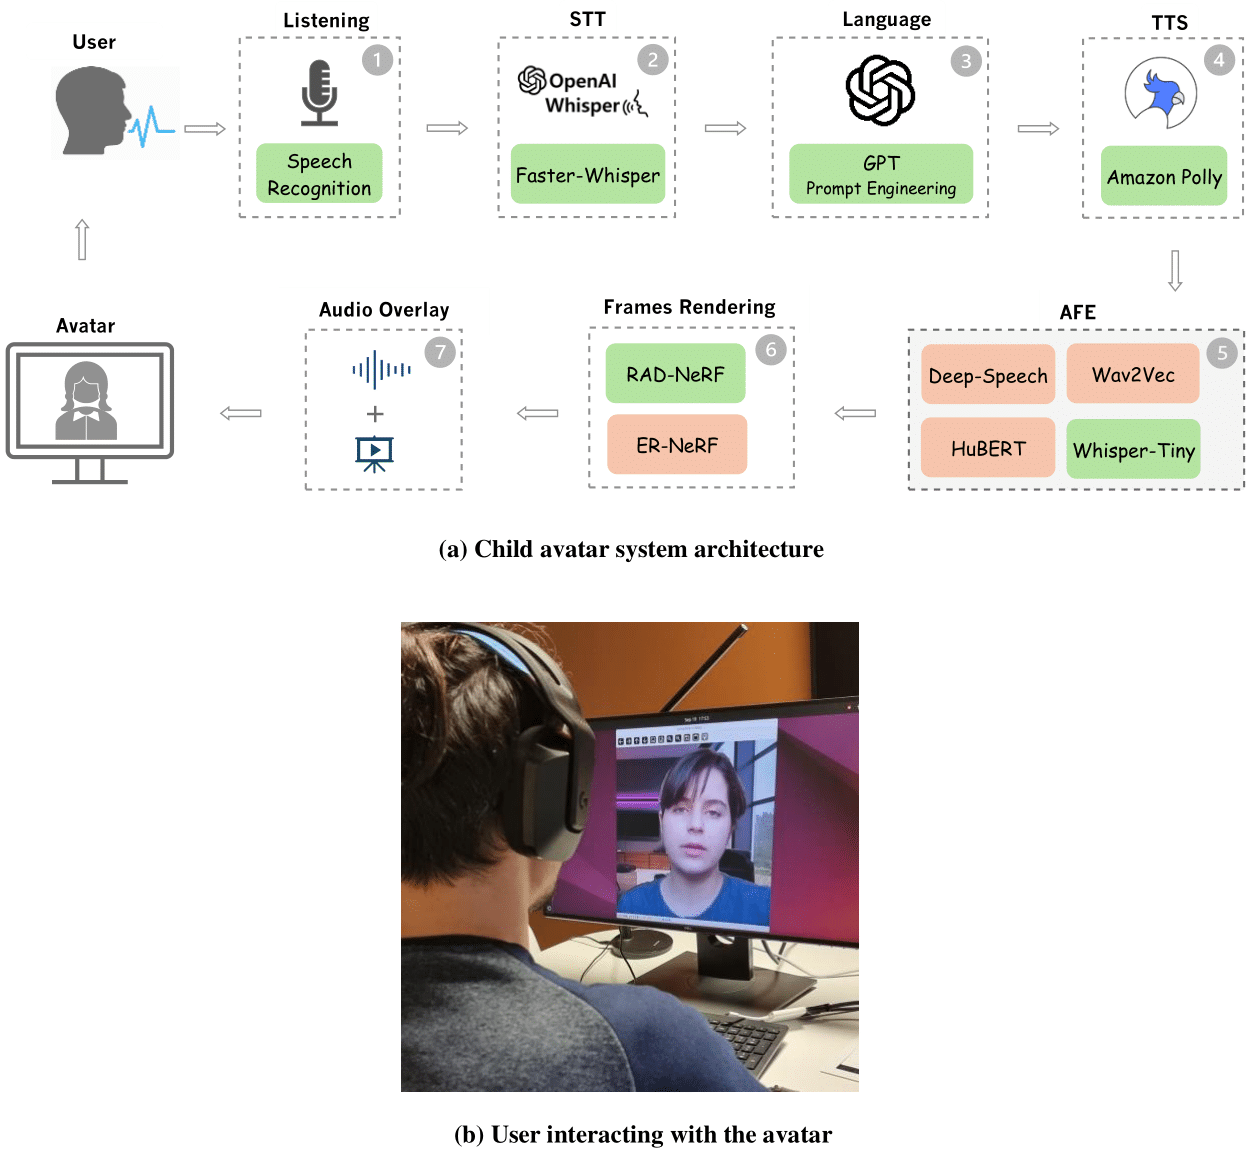 User
Listening
STT
Language
TTS
1
2
3
4
OpenAI
Whisper
Speech
Recognition
Faster-Whisper
GPT
Prompt Engineering
Amazon Polly
Avatar
Audio Overlay
Frames Rendering
AFE
7
+
6
RAD-NeRF
ER-NeRF
5
Deep-Speech
Wav2Vec
HuBERT
Whisper-Tiny
(a) Child avatar system architecture
(b) User interacting with the avatar